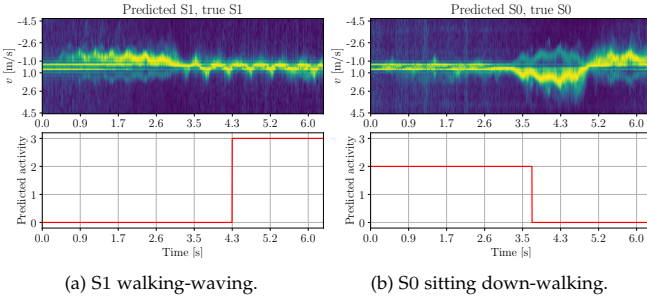 Predicted S1, true S1
-4.5
-2.6
-1.0
1.0
2.6
4.5
v [m/s]
0.0 0.9 1.7 2.6 3.5 4.3 5.2 6.0
3
2
1
0
Predicted activity
0.0 0.9 1.7 2.6 3.5 4.3 5.2 6.0
Time [s]
(a) S1 walking-waving.
Predicted S0, true S0
-4.5
-2.6
-1.0
1.0
2.6
4.5
v [m/s]
0.0 0.9 1.7 2.6 3.5 4.3 5.2 6.0
3
2
1
0
Predicted activity
0.0 0.9 1.7 2.6 3.5 4.3 5.2 6.0
Time [s]
(b) S0 sitting down-walking.